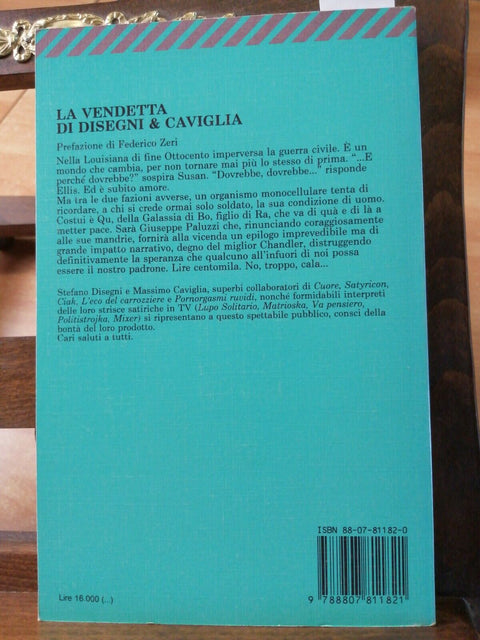 LA VENDETTA
DI DISEGNI & CAVIGLIA
Prefazione di Federico Zeri
Nella Louisiana di fine Ottocento imperversa la guerra civile. È un
mondo che cambia, per non tornare mai più lo stesso di prima. "...E
perché dovrebbe?" sospira Susan. "Dovrebbe, dovrebbe..." risponde
Ellis. Ed è subito amore.
Ma tra le due fazioni avverse, un organismo monocellulare tenta di
ricordare, a chi si crede ormai solo soldato, la sua condizione di uomo.
Costui è Qu, della Galassia di Bo, figlio di Ra, che va di quà e di là a
metter pace. Sarà Giuseppe Paluzzi che, rinunciando coraggiosamente
alle sue mandrie, fornirà alla vicenda un epilogo imprevedibile ma di
grande impatto narrativo, degno del miglior Chandler, distruggendo
definitivamente la speranza che qualcuno all'infuori di noi possa
essere il nostro padrone. Lire centomila. No, troppo, cala...
Stefano Disegni e Massimo Caviglia, superbi collaboratori di Cuore, Satyricon,
Ciak, L'eco del carrozziere e Pornorgasmi ruvidi, nonché formidabili interpreti
delle loro strisce satiriche in TV (Lupo Solitario, Matrioska, Va pensiero,
Politistrojka, Mixer) si ripresentano a questo spettabile pubblico, consci della
bontà del loro prodotto.
Cari saluti a tutti.
ISBN 88-07-81182-0
9 788807 811821
Lire 16.000 (...)